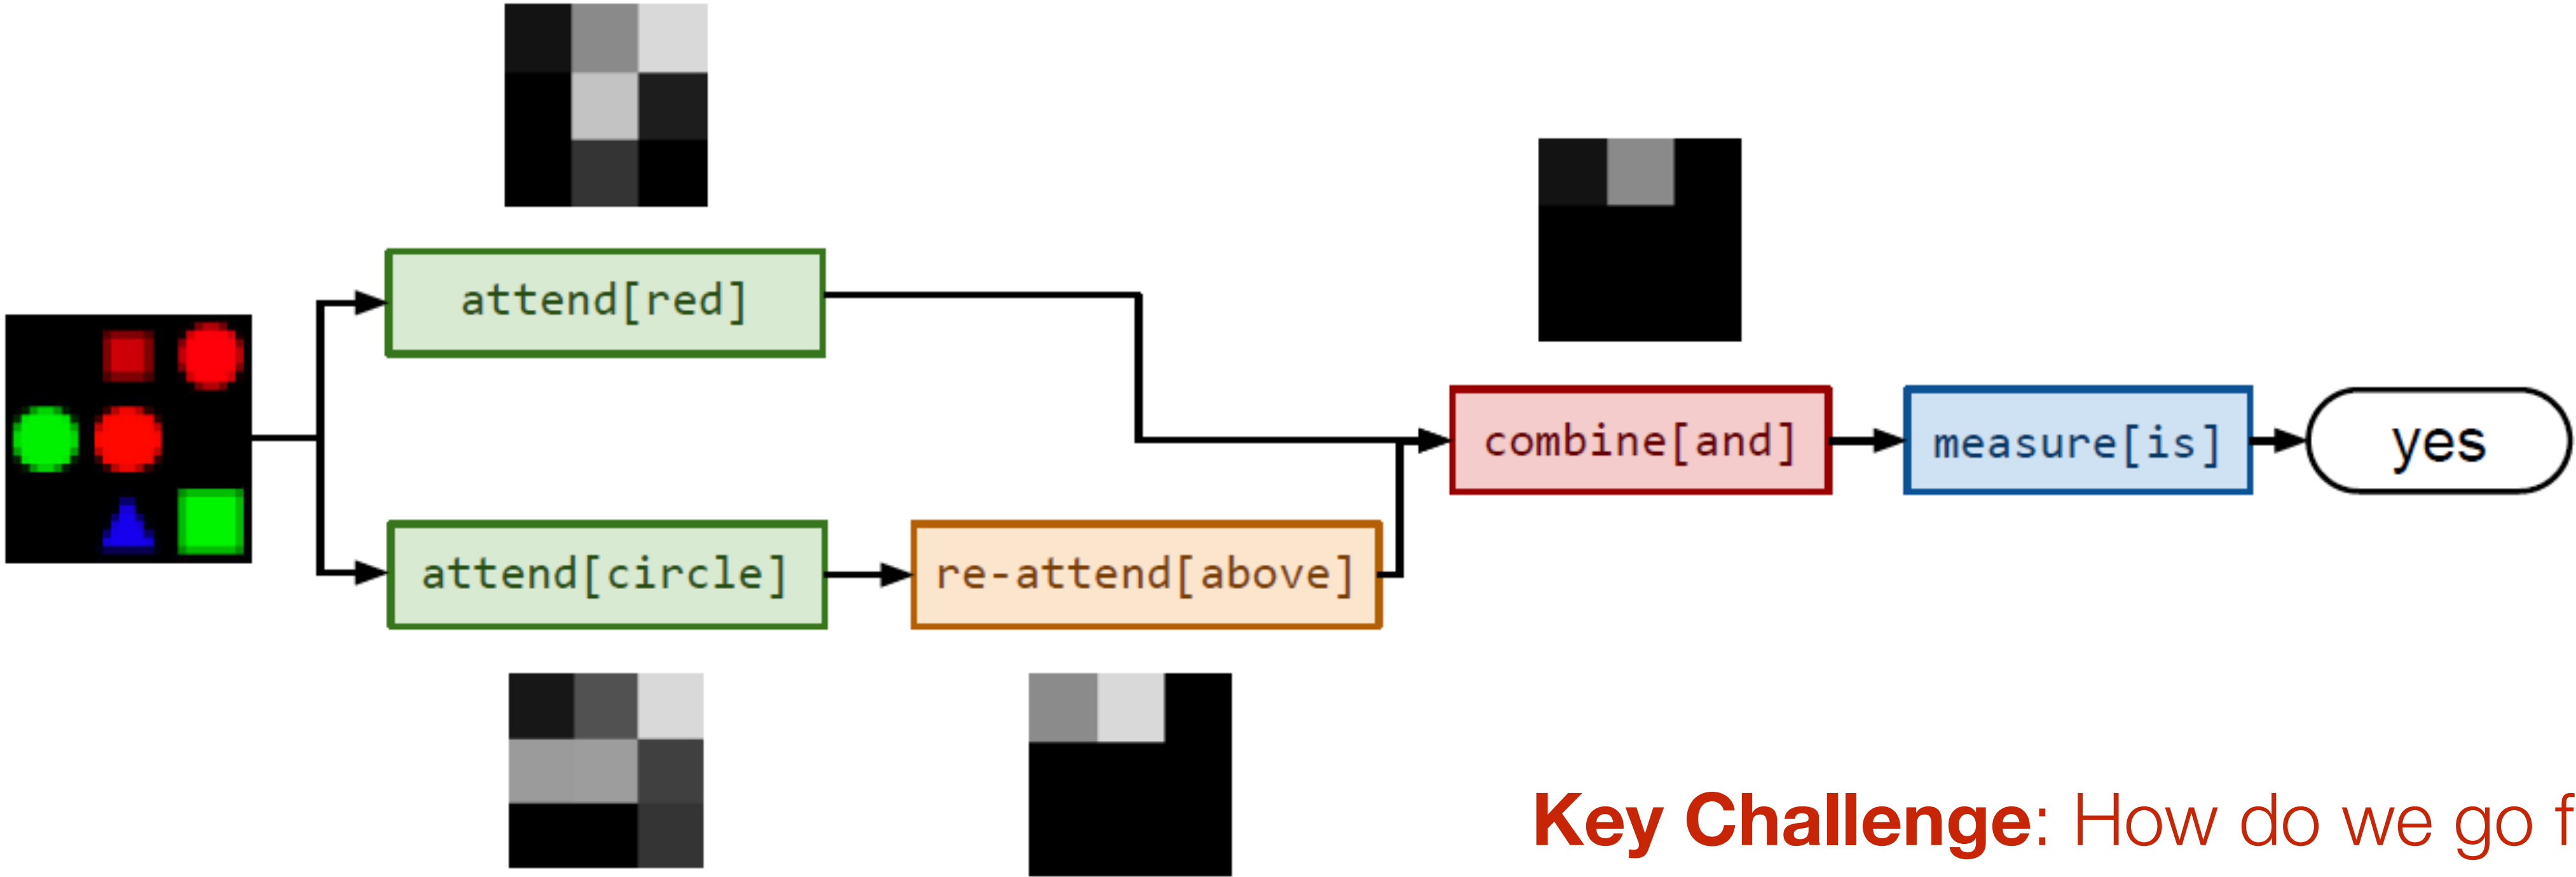 attend[red]
attend[circle]
re-attend[above]
combine[and]
measure[is]
yes
Key Challenge: How do we go f